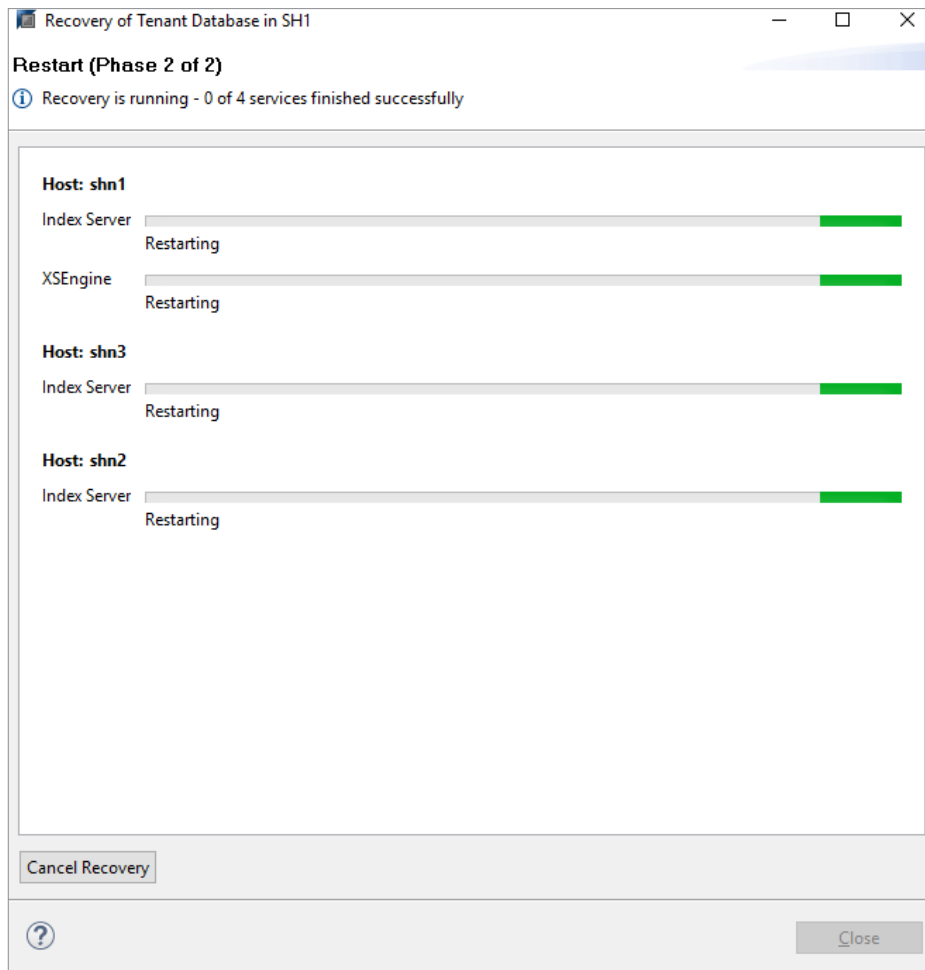 Recovery of Tenant Database in SH1
Restart (Phase 2 of 2)
Recovery is running - 0 of 4 services finished successfully
Host: shn1
Index Server
Restarting
XSEngine
Restarting
Host: shn3
Index Server
Restarting
Host: shn2
Index Server
Restarting
Cancel Recovery
Close